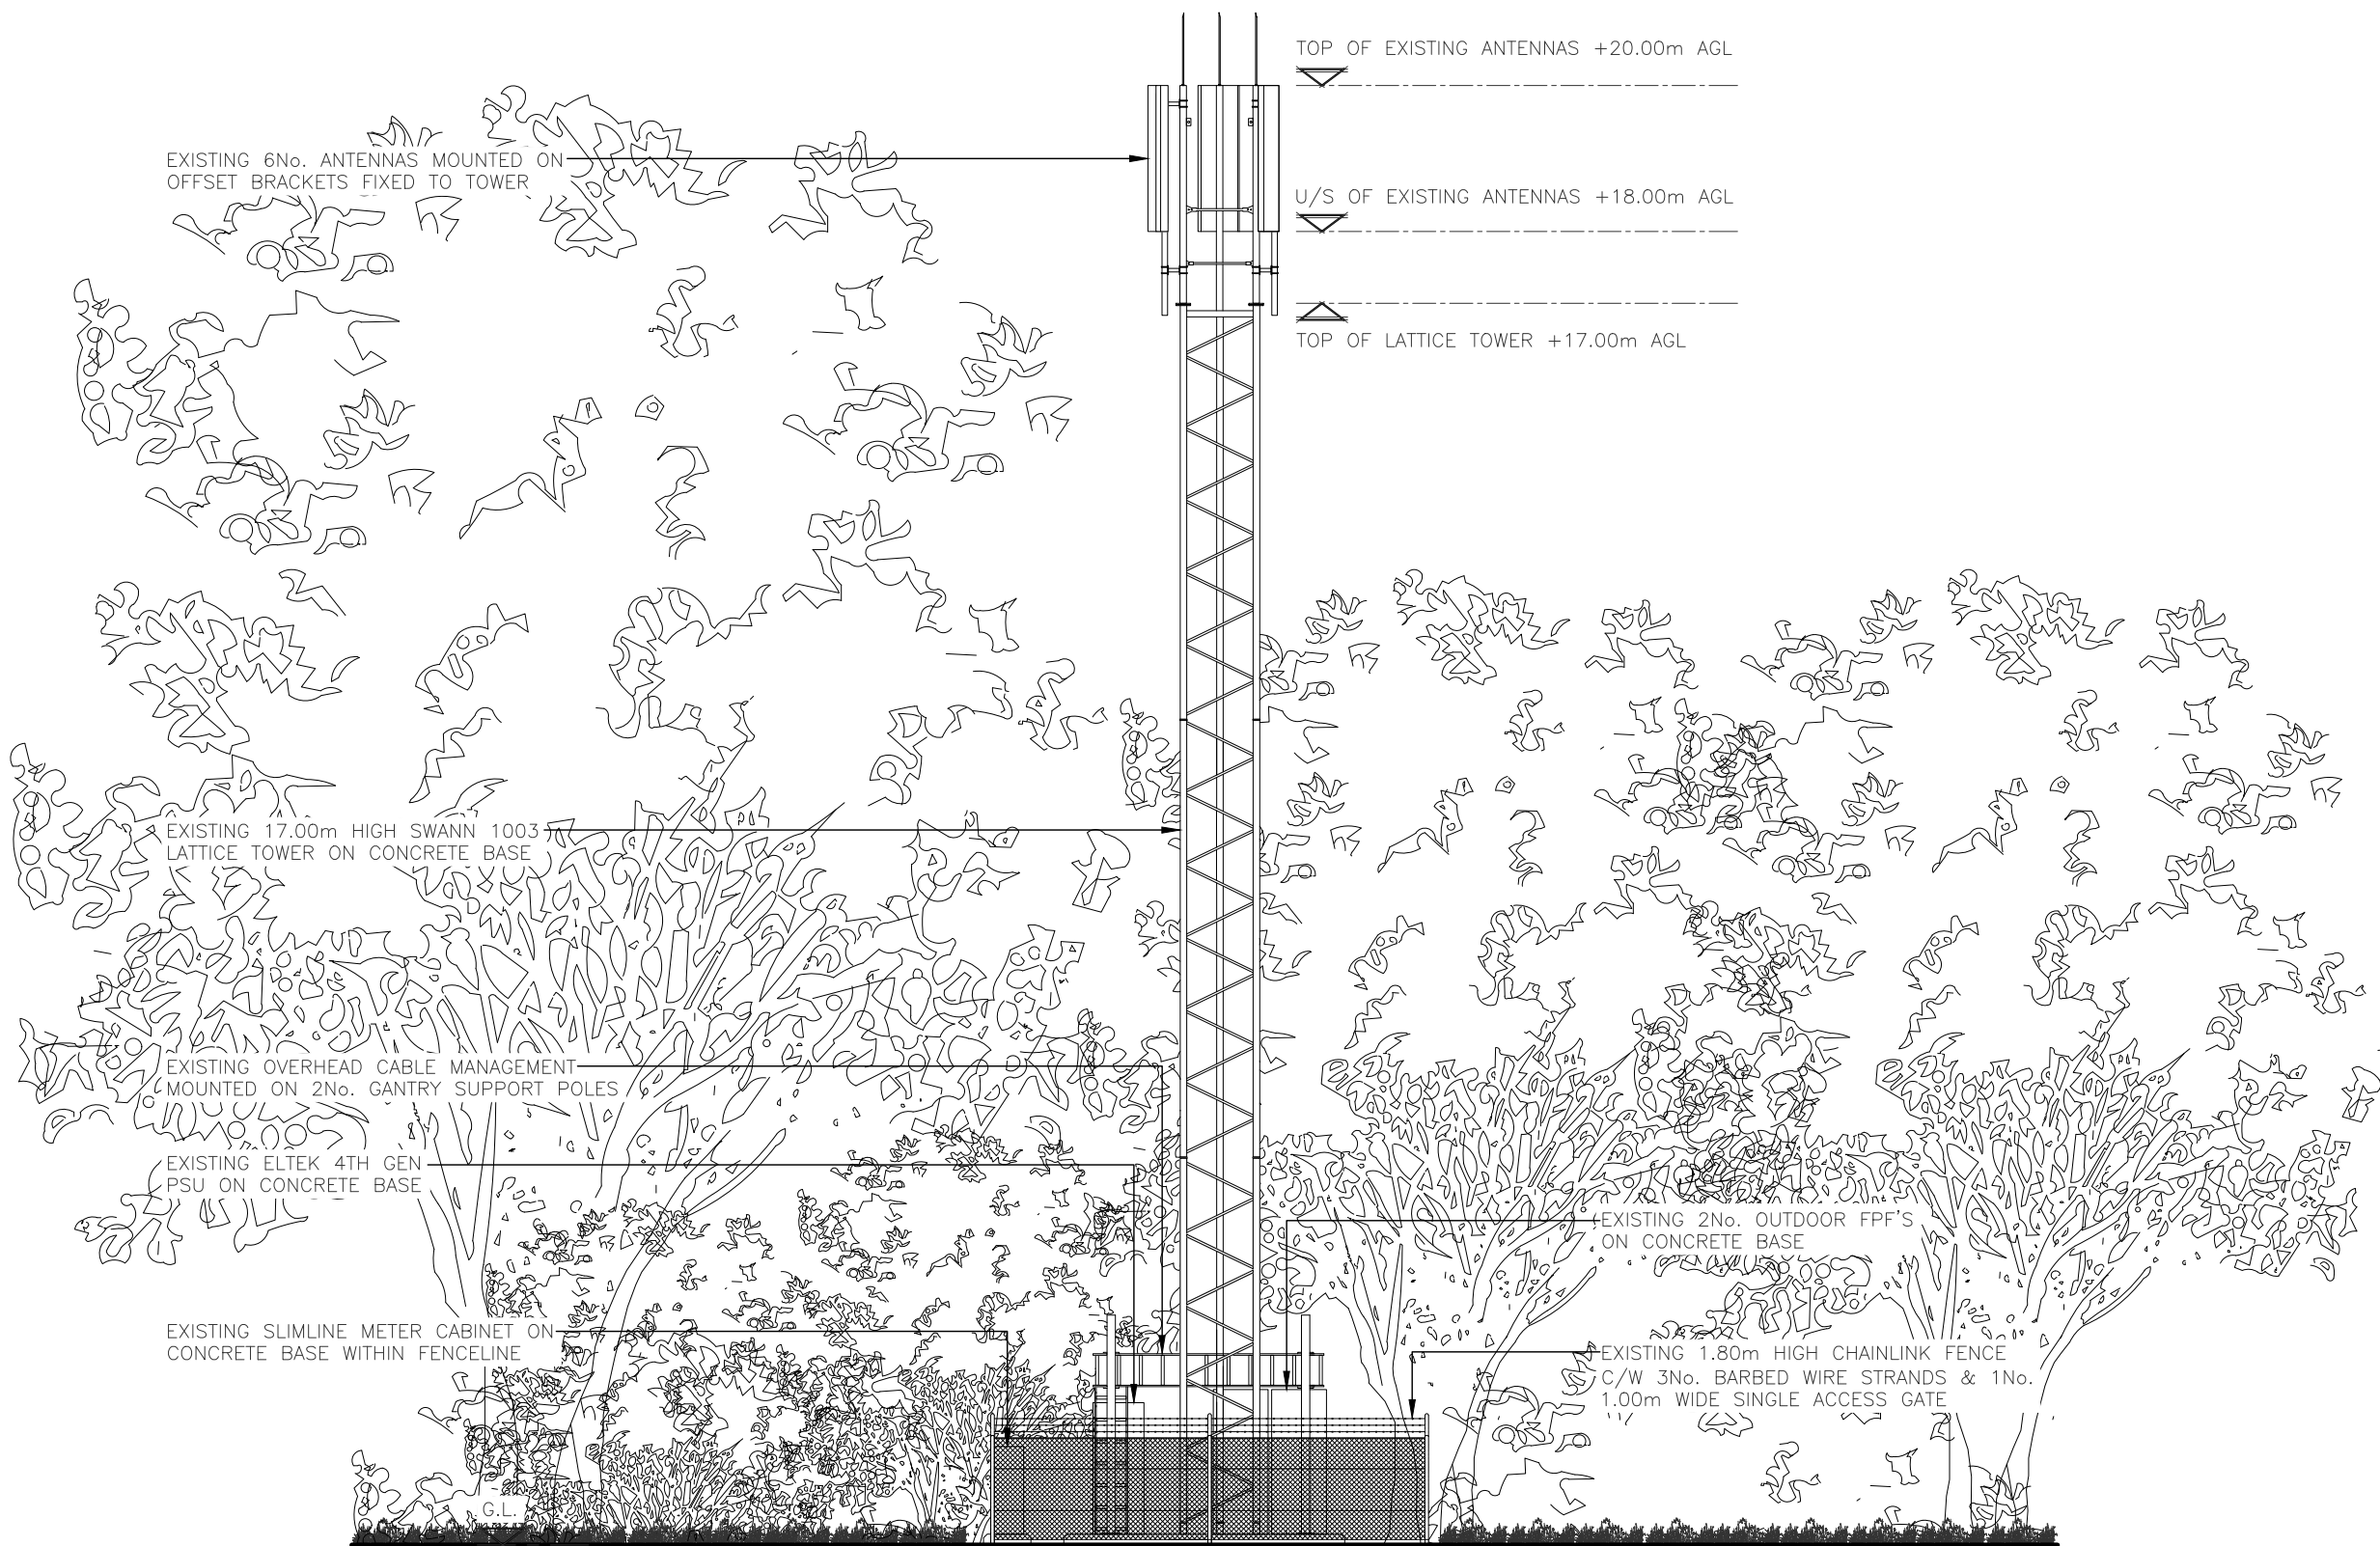 TOP OF EXISTING ANTENNAS +20.00m AGL
EXISTING 6No. ANTENNAS MOUNTED ON
OFFSET BRACKETS FIXED TO TOWER
U/S OF EXISTING ANTENNAS +18.00m AGL
TOP OF LATTICE TOWER +17.00m AGL
EXISTING 17.00m HIGH SWANN 1003
LATTICE TOWER ON CONCRETE BASE
EXISTING OVERHEAD CABLE MANAGEMENT
MOUNTED ON 2No. GANTRY SUPPORT POLES
EXISTING ELTEK 4TH GEN
PSU ON CONCRETE BASE
EXISTING 2No. OUTDOOR FPF'S
ON CONCRETE BASE
EXISTING SLIMLINE METER CABINET ON
CONCRETE BASE WITHIN FENCELINE
EXISTING 1.80m HIGH CHAINLINK FENCE
C/W 3No. BARBED WIRE STRANDS & 1No.
1.00m WIDE SINGLE ACCESS GATE
G.L.